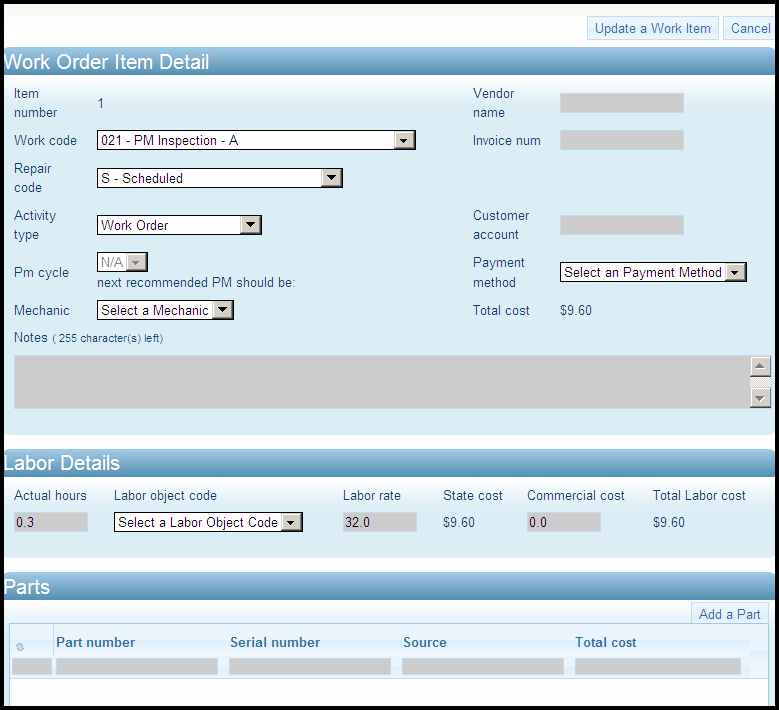 Update a Work Item Cancel
Work Order Item Detail
Item number 1 Vendor name
Work code 021 - PM Inspection - A Invoice num
Repair code S - Scheduled
Activity type Work Order Customer account
Pm cycle N/A Payment method Select an Payment Method
next recommended PM should be:
Mechanic Select a Mechanic Total cost $9.60
Notes ( 255 character(s) left)
Labor Details
Actual hours Labor object code Labor rate State cost Commercial cost Total Labor cost
0.3 Select a Labor Object Code 32.0 $9.60 0.0 $9.60
Parts
Add a Part
Part number Serial number Source Total cost